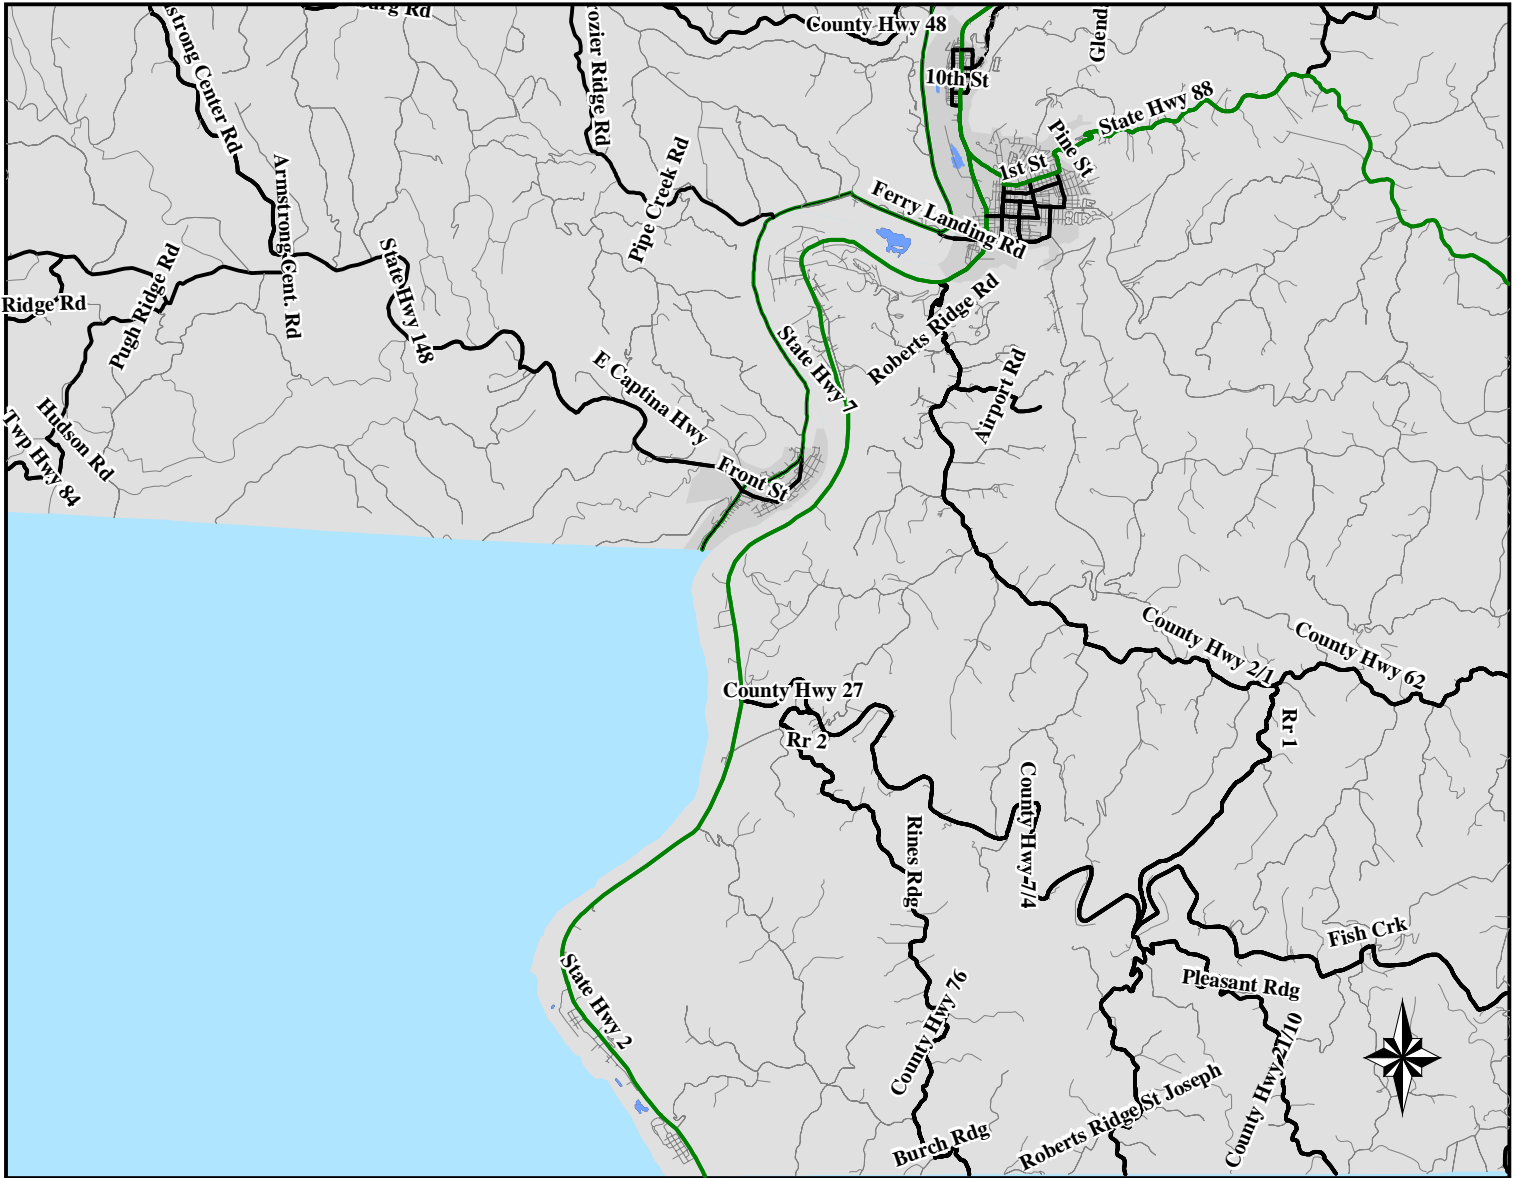 County Hwy 48
Glend
10th St
State Hwy 88
Pine St
1st St
strong Center Rd
rozier Ridge Rd
Pipe Creek Rd
Armstrong Cent. Rd
Ferry Landing Rd
Ridge Rd
Pugh Ridge Rd
State Hwy 148
Roberts Ridge Rd
State Hwy 7
E Captina Hwy
Airport Rd
Hudson Rd
Twp Hwy 84
Front St
County Hwy 2/1
County Hwy 62
County Hwy 27
Rr 2
Rr 1
County Hwy 7/4
Rines Rdg
Fish Crk
State Hwy 2
County Hwy 76
Pleasant Rdg
County Hwy 21/10
Roberts Ridge St Joseph
Burch Rdg